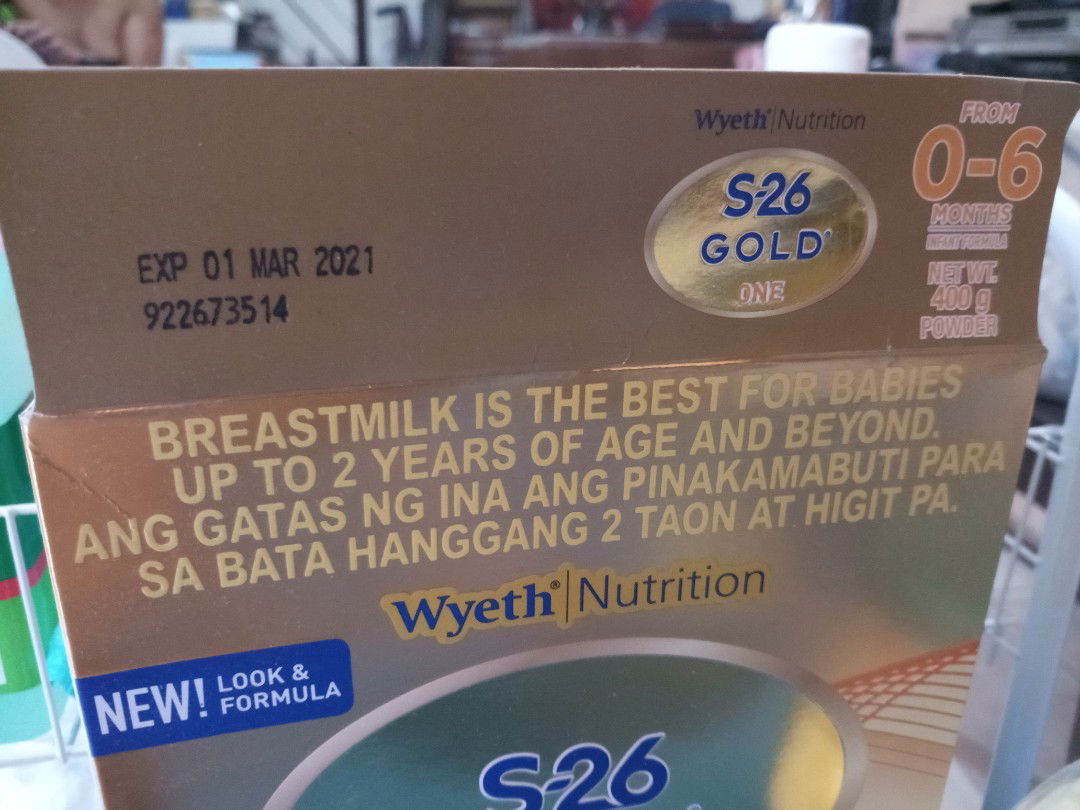 Wyeth® Nutrition
FROM
0-6
MONTHS
INFANT FORMULA
NET WT.
400 g
POWDER
S-26
GOLD®
ONE
EXP 01 MAR 2021
922673514
BREASTMILK IS THE BEST FOR BABIES
UP TO 2 YEARS OF AGE AND BEYOND.
ANG GATAS NG INA ANG PINAKAMABUTI PARA
SA BATA HANGGANG 2 TAON AT HIGIT PA.
Wyeth® Nutrition
NEW! LOOK &
FORMULA
S-26